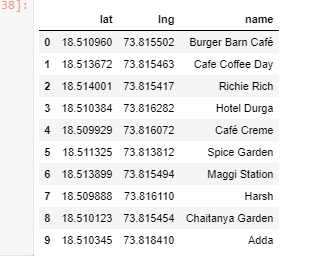 38]:
lat lng name
0 18.510960 73.815502 Burger Barn Café
1 18.513672 73.815463 Cafe Coffee Day
2 18.514001 73.815417 Richie Rich
3 18.510384 73.816282 Hotel Durga
4 18.509929 73.816072 Café Creme
5 18.511325 73.813812 Spice Garden
6 18.513899 73.815494 Maggi Station
7 18.509888 73.816110 Harsh
8 18.510123 73.815454 Chaitanya Garden
9 18.510345 73.818410 Adda